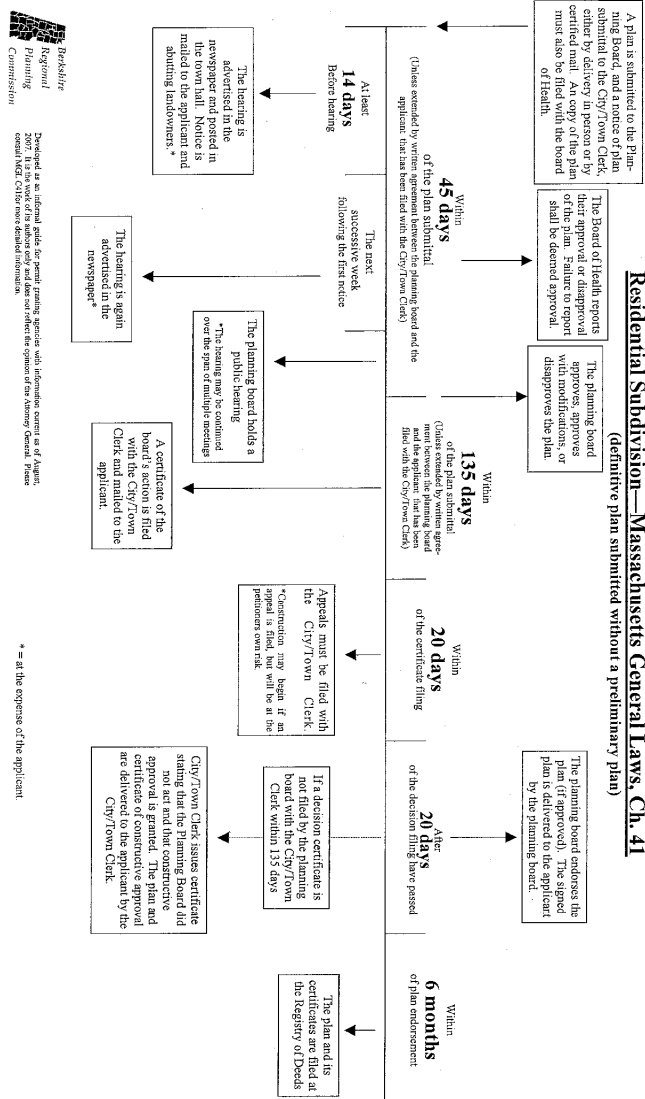 Residential Subdivision—Massachusetts General Laws, Ch. 41
(definitive plan submitted without a preliminary plan)
A plan is submitted to the Plan-
ning Board, and a notice of plan
submittal to the City/Town Clerk,
either by delivery in person or by
certified mail. An copy of the plan
must also be filed with the board
of Health.
The Board of Health reports
their approval or disapproval
of the plan. Failure to report
shall be deemed approval.
The planning board
approves, approves
with modifications, or
disapproves the plan.
The planning board endorses the
plan (if approved). The signed
plan is delivered to the applicant
by the planning board.
Within
45 days
of the plan submittal
(Unless extended by written agreement between the planning board and the
applicant that has been filed with the City/Town Clerk)
Within
135 days
of the plan submittal
(Unless extended by written agree-
ment between the planning board
and the applicant that has been
filed with the City/Town Clerk)
Within
20 days
of the certificate filing
After
20 days
of the decision filing have passed
Within
6 months
of plan endorsement
At least
14 days
Before hearing
The next
successive week
following the first notice
The hearing is
advertised in the
newspaper and posted in
the town hall. Notice is
mailed to the applicant and
abutting landowners.*
The hearing is again
advertised in the
newspaper*
The planning board holds a
public hearing
*The hearing may be continued
over the span of multiple meetings
A certificate of the
board's action is filed
with the City/Town
Clerk and mailed to the
applicant.
Appeals must be filed with
the City/Town Clerk.
*Construction may begin if an
appeal is filed, but will be at the
petitioners own risk.
If a decision certificate is
not filed by the planning
board with the City/Town
Clerk within 135 days
City/Town Clerk issues certificate
stating that the Planning Board did
not act and that constructive
approval is granted. The plan and
certificate of constructive approval
are delivered to the applicant by the
City/Town Clerk.
The plan and its
certificates are filed at
the Registry of Deeds
Berkshire
Regional
Planning
Commission
Developed as an informal guide for permit granting agencies with information current as of August,
2007. It is the work of its authors only and does not reflect the opinion of the Attorney General. Please
consult MGL C41for more detailed information.
* = at the expense of the applicant.